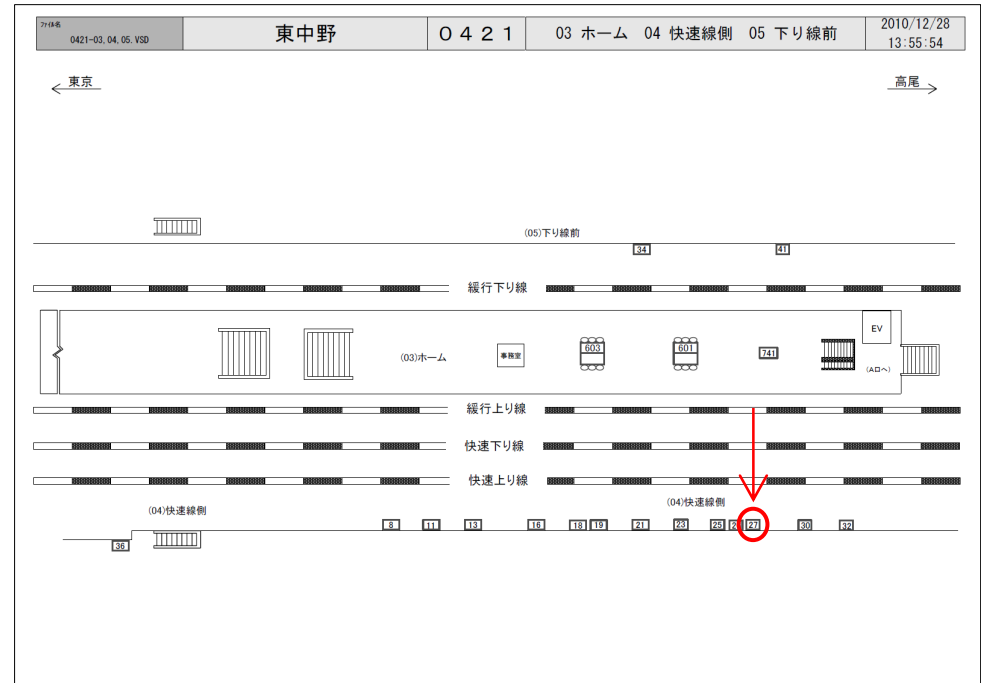 ファイル名
0421-03,04,05.VSD
東中野
0421
03 ホーム 04 快速線側 05 下り線前
2010/12/28
13:55:54
東京
高尾
(05)下り線前
34
41
緩行下り線
EV
(03)ホーム
事務室
603
601
741
(A口へ)
緩行上り線
快速下り線
快速上り線
(04)快速線側
(04)快速線側
8
11
13
16
18
19
21
23
25
27
30
32
36